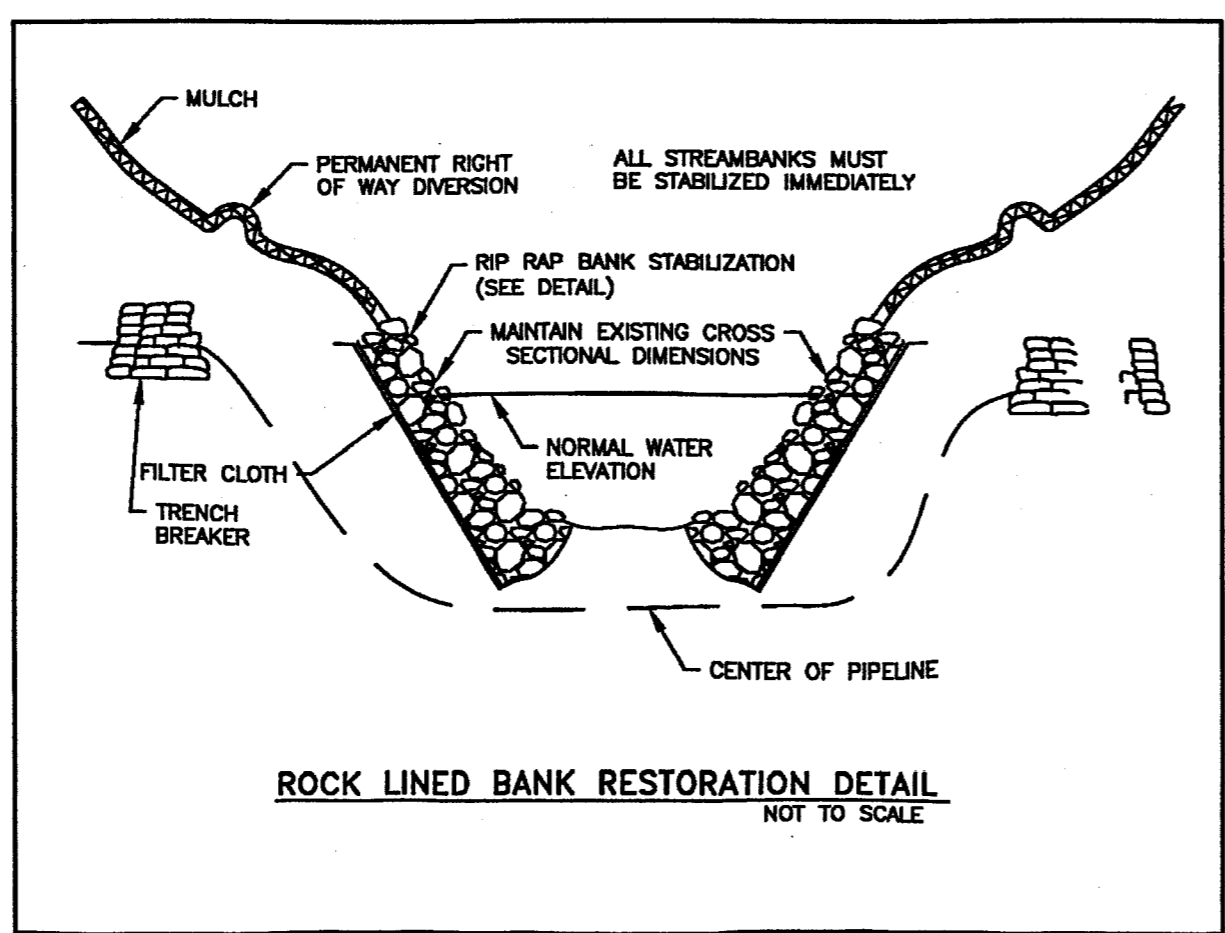 MULCH
PERMANENT RIGHT
OF WAY DIVERSION
ALL STREAMBANKS MUST
BE STABILIZED IMMEDIATELY
RIP RAP BANK STABILIZATION
(SEE DETAIL)
MAINTAIN EXISTING CROSS
SECTIONAL DIMENSIONS
NORMAL WATER
ELEVATION
FILTER CLOTH
TRENCH
BREAKER
CENTER OF PIPELINE
ROCK LINED BANK RESTORATION DETAIL
NOT TO SCALE